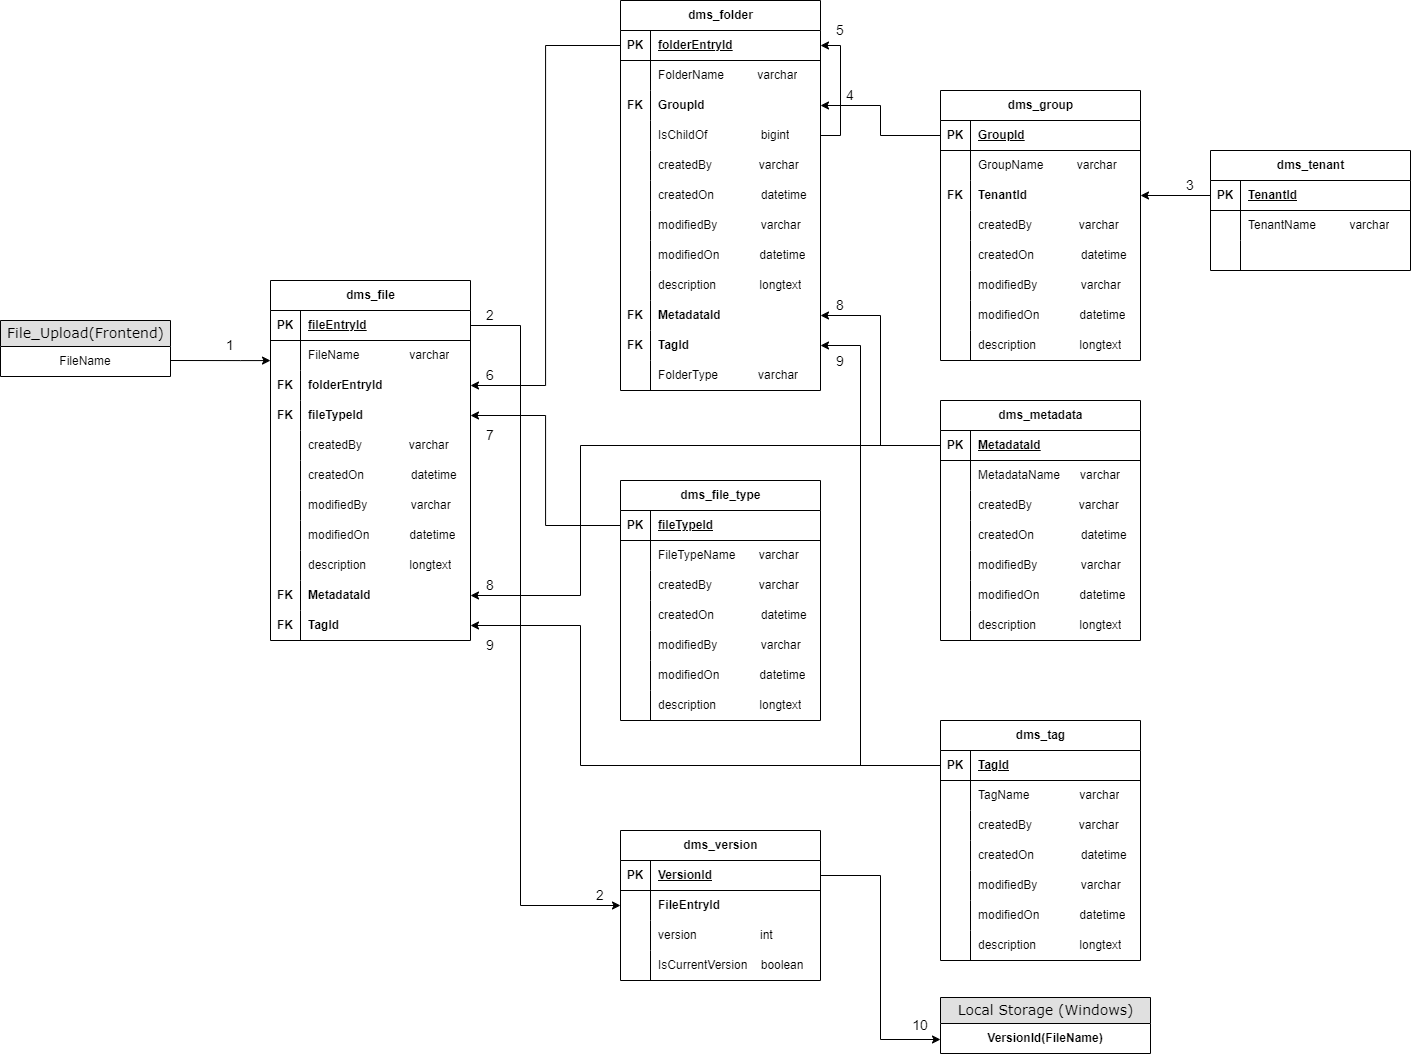 File_Upload(Frontend)
FileName
1
dms_file
PK fileEntryId
FileName varchar
FK folderEntryId
FK fileTypeId
createdBy varchar
createdOn datetime
modifiedBy varchar
modifiedOn datetime
description longtext
FK MetadataId
FK TagId
2
6
7
8
9
dms_folder
PK folderEntryId
FolderName varchar
FK GroupId
IsChildOf bigint
createdBy varchar
createdOn datetime
modifiedBy varchar
modifiedOn datetime
description longtext
FK MetadataId
FK TagId
FolderType varchar
5
4
8
9
dms_file_type
PK fileTypeId
FileTypeName varchar
createdBy varchar
createdOn datetime
modifiedBy varchar
modifiedOn datetime
description longtext
2
dms_version
PK VersionId
FileEntryId
version int
IsCurrentVersion boolean
dms_group
PK GroupId
GroupName varchar
FK TenantId
createdBy varchar
createdOn datetime
modifiedBy varchar
modifiedOn datetime
description longtext
3
dms_tenant
PK TenantId
TenantName varchar
dms_metadata
PK MetadataId
MetadataName varchar
createdBy varchar
createdOn datetime
modifiedBy varchar
modifiedOn datetime
description longtext
dms_tag
PK TagId
TagName varchar
createdBy varchar
createdOn datetime
modifiedBy varchar
modifiedOn datetime
description longtext
10
Local Storage (Windows)
VersionId(FileName)